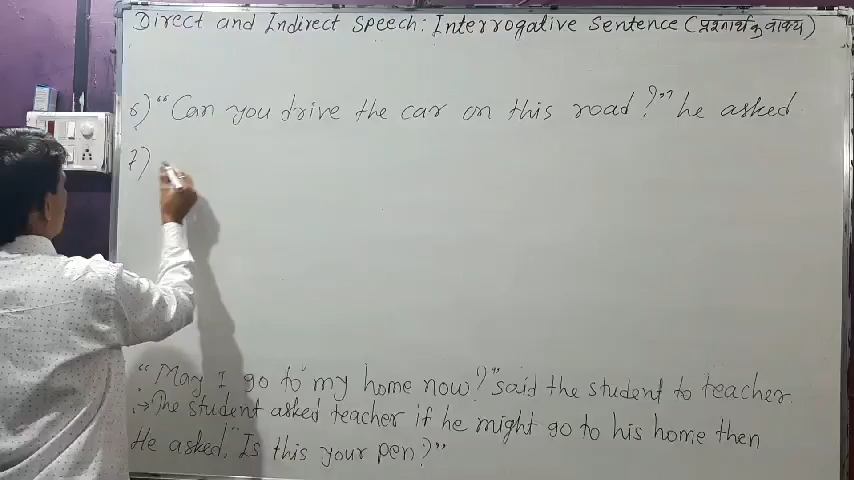 Direct and Indirect Speech: Interrogative Sentence (प्रश्नार्थक वाक्य)
6) "Can you drive the car on this road?" he asked.
7)
"May I go to my home now?" said the student to teacher.
→ The student asked teacher if he might go to his home then
He asked, "Is this your pen?"